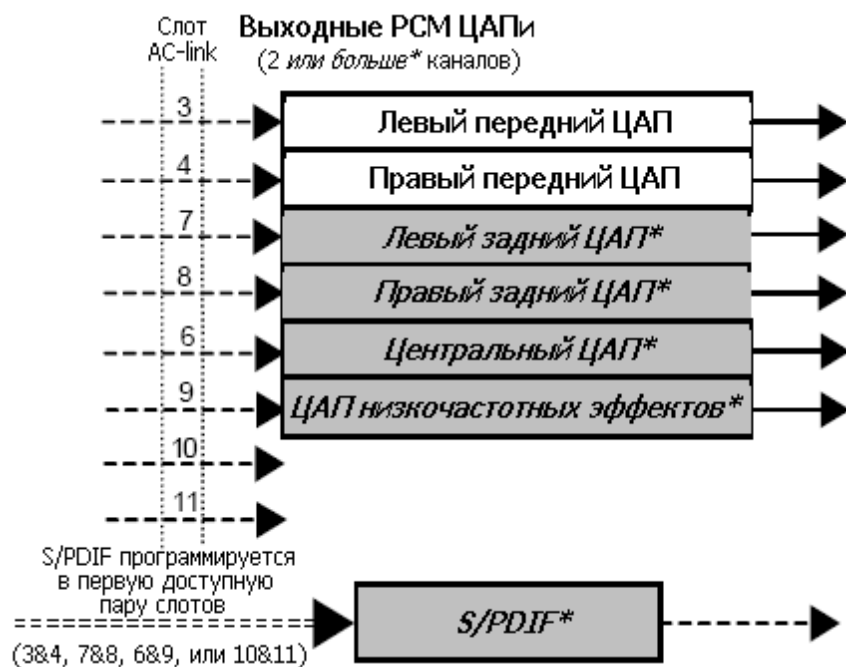 Слот
AC-link
Выходные PCM ЦАПи
(2 или больше* каналов)
3
Левый передний ЦАП
4
Правый передний ЦАП
7
Левый задний ЦАП*
8
Правый задний ЦАП*
6
Центральный ЦАП*
9
ЦАП низкочастотных эффектов*
10
11
S/PDIF программируется
в первую доступную
пару слотов
(3&4, 7&8, 6&9, или 10&11)
S/PDIF*